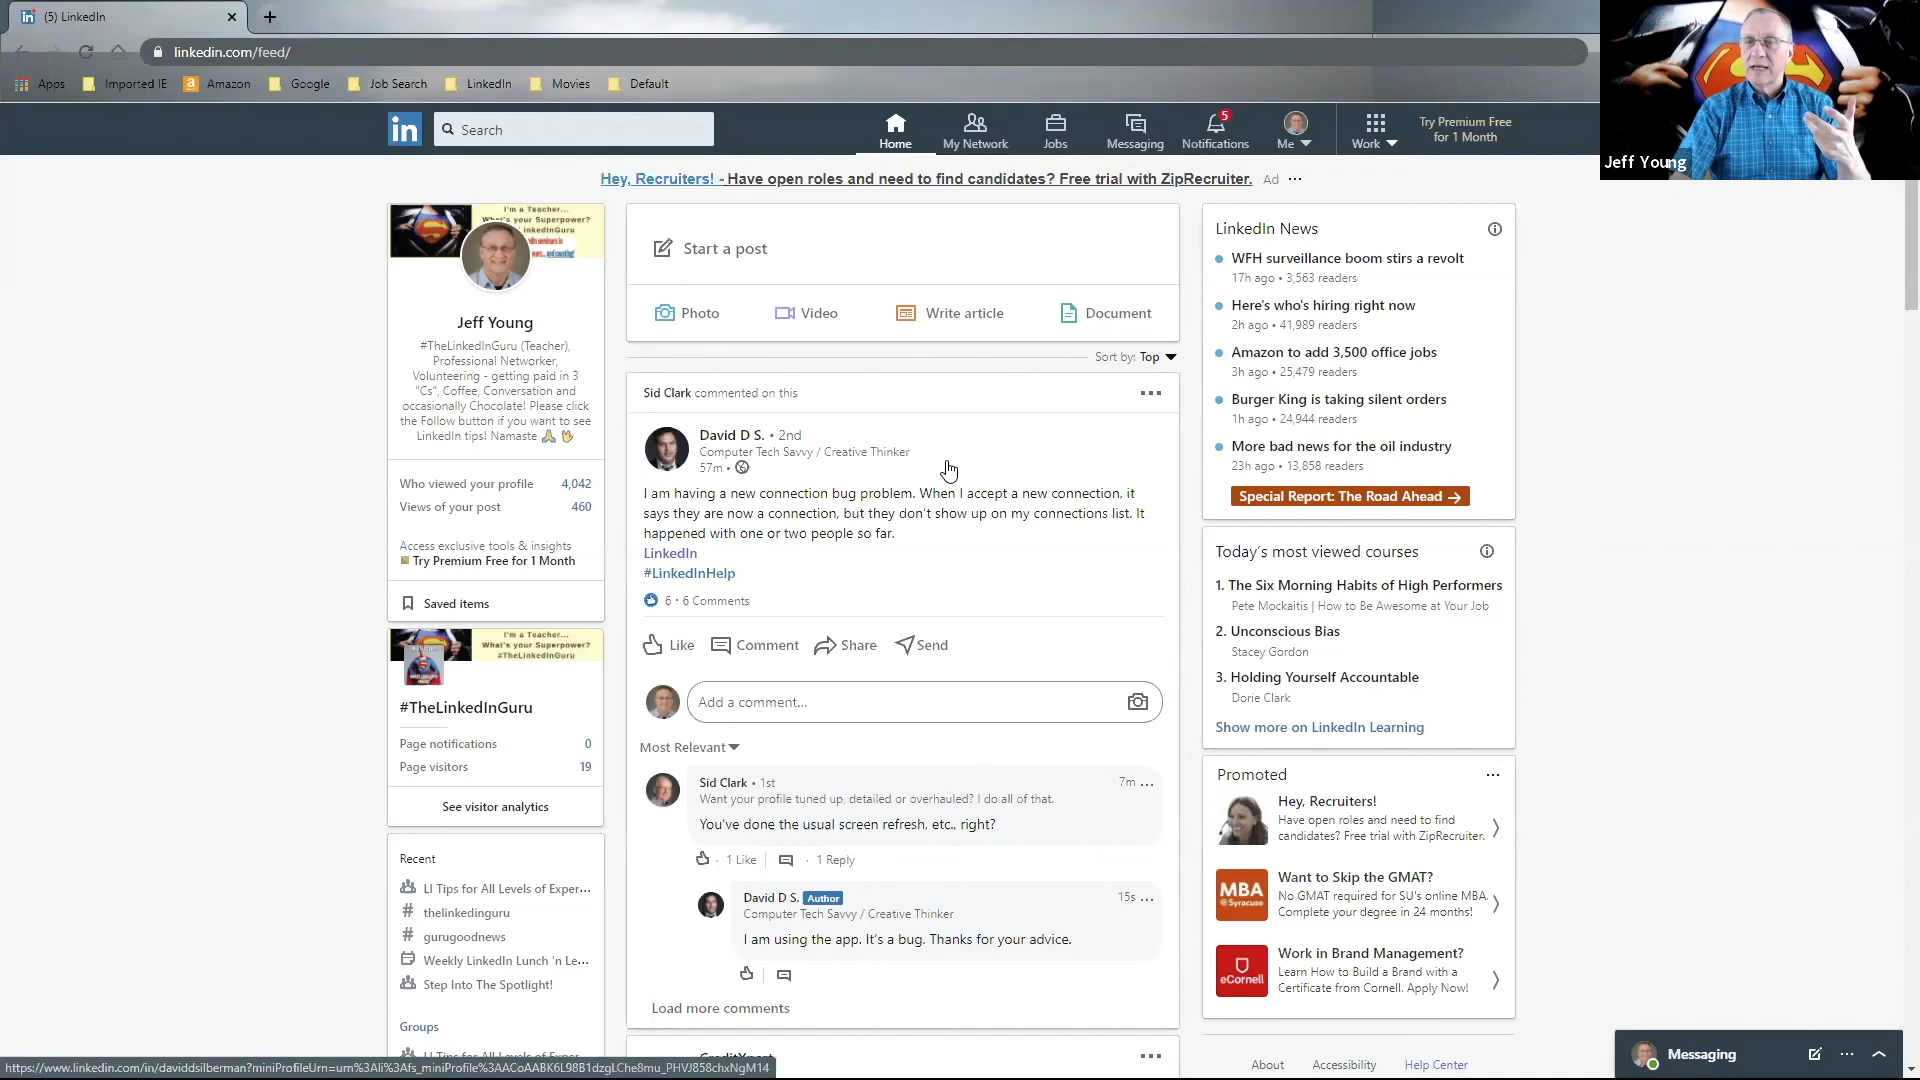 (5) LinkedIn
linkedin.com/feed/
Apps Imported IE Amazon Google Job Search LinkedIn Movies Default
in Search
Home My Network Jobs Messaging 5 Notifications Me Work
Try Premium Free
for 1 Month
Jeff Young
Hey, Recruiters! - Have open roles and need to find candidates? Free trial with ZipRecruiter. Ad
I'm a Teacher...
What's your Superpower?
Jeff Young
#TheLinkedInGuru (Teacher),
Professional Networker,
Volunteering - getting paid in 3
"Cs", Coffee, Conversation and
occasionally Chocolate! Please click
the Follow button if you want to see
LinkedIn tips! Namaste 🙏 🖖
Who viewed your profile 4,042
Views of your post 460
Access exclusive tools & insights
Try Premium Free for 1 Month
Saved items
I'm a Teacher...
What's your Superpower?
#TheLinkedInGuru
#TheLinkedInGuru
Page notifications 0
Page visitors 19
See visitor analytics
Recent
LI Tips for All Levels of Exper...
# thelinkedinguru
# gurugoodnews
Weekly LinkedIn Lunch 'n Le...
Step Into The Spotlight!
Groups
LI Tips for All Levels of Exper
Start a post
Photo Video Write article Document
Sort by: Top
Sid Clark commented on this
David D S. • 2nd
Computer Tech Savvy / Creative Thinker
57m •
I am having a new connection bug problem. When I accept a new connection, it
says they are now a connection, but they don't show up on my connections list. It
happened with one or two people so far.
LinkedIn
#LinkedInHelp
6 • 6 Comments
Like Comment Share Send
Add a comment...
Most Relevant
Sid Clark • 1st 7m ...
Want your profile tuned up, detailed or overhauled? I do all of that.
You've done the usual screen refresh, etc., right?
· 1 Like · 1 Reply
David D S. Author 15s ...
Computer Tech Savvy / Creative Thinker
I am using the app. It's a bug. Thanks for your advice.
Load more comments
CreditXpert
LinkedIn News
WFH surveillance boom stirs a revolt
17h ago • 3,563 readers
Here's who's hiring right now
2h ago • 41,989 readers
Amazon to add 3,500 office jobs
3h ago • 25,479 readers
Burger King is taking silent orders
1h ago • 24,944 readers
More bad news for the oil industry
23h ago • 13,858 readers
Special Report: The Road Ahead →
Today's most viewed courses
1. The Six Morning Habits of High Performers
Pete Mockaitis | How to Be Awesome at Your Job
2. Unconscious Bias
Stacey Gordon
3. Holding Yourself Accountable
Dorie Clark
Show more on LinkedIn Learning
Promoted
Hey, Recruiters!
Have open roles and need to find
candidates? Free trial with ZipRecruiter.
MBA
@Syracuse
Want to Skip the GMAT?
No GMAT required for SU's online MBA.
Complete your degree in 24 months!
eCornell
Work in Brand Management?
Learn How to Build a Brand with a
Certificate from Cornell. Apply Now!
About Accessibility Help Center
Messaging
https://www.linkedin.com/in/daviddsilberman?miniProfileUrn=urn%3Ali%3Afs_miniProfile%3AACoAABK6L98B1dzgLChe8mu_PHVJ858chxNgM14